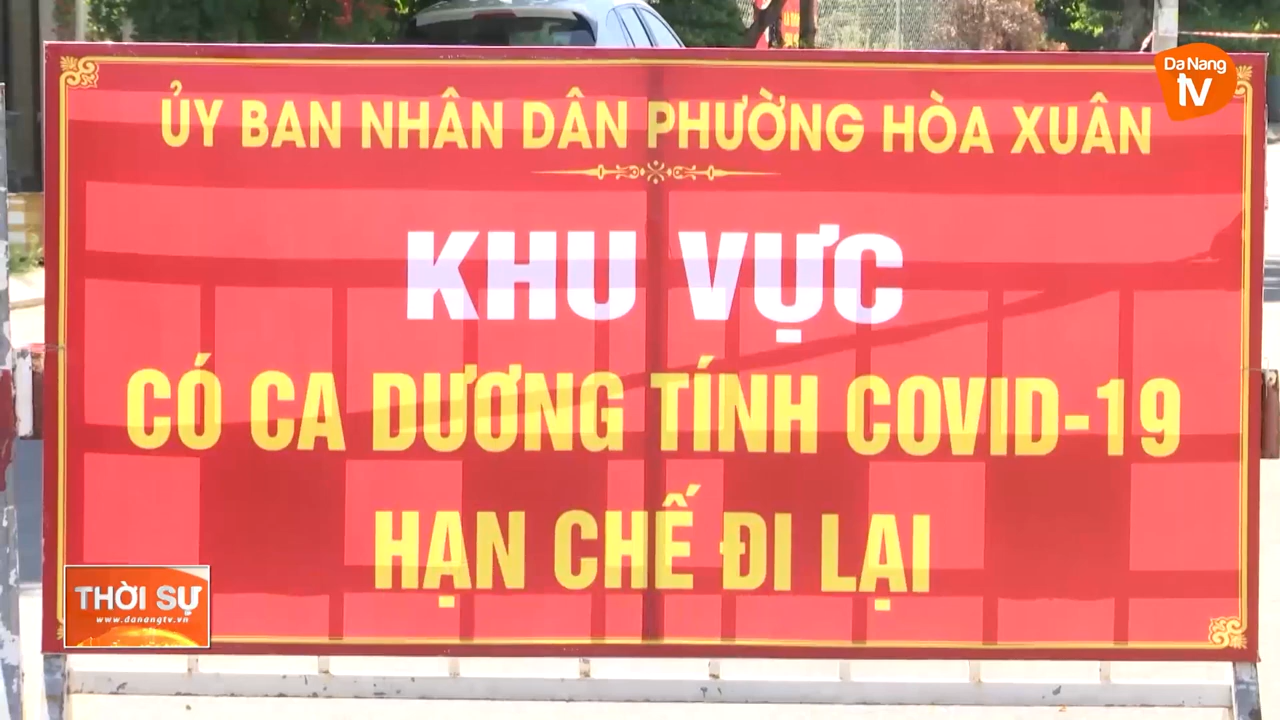 Da Nang
tv
ỦY BAN NHÂN DÂN PHƯỜNG HÒA XUÂN
KHU VỰC
CÓ CA DƯƠNG TÍNH COVID-19
HẠN CHẾ ĐI LẠI
THỜI SỰ
www.danangtv.vn